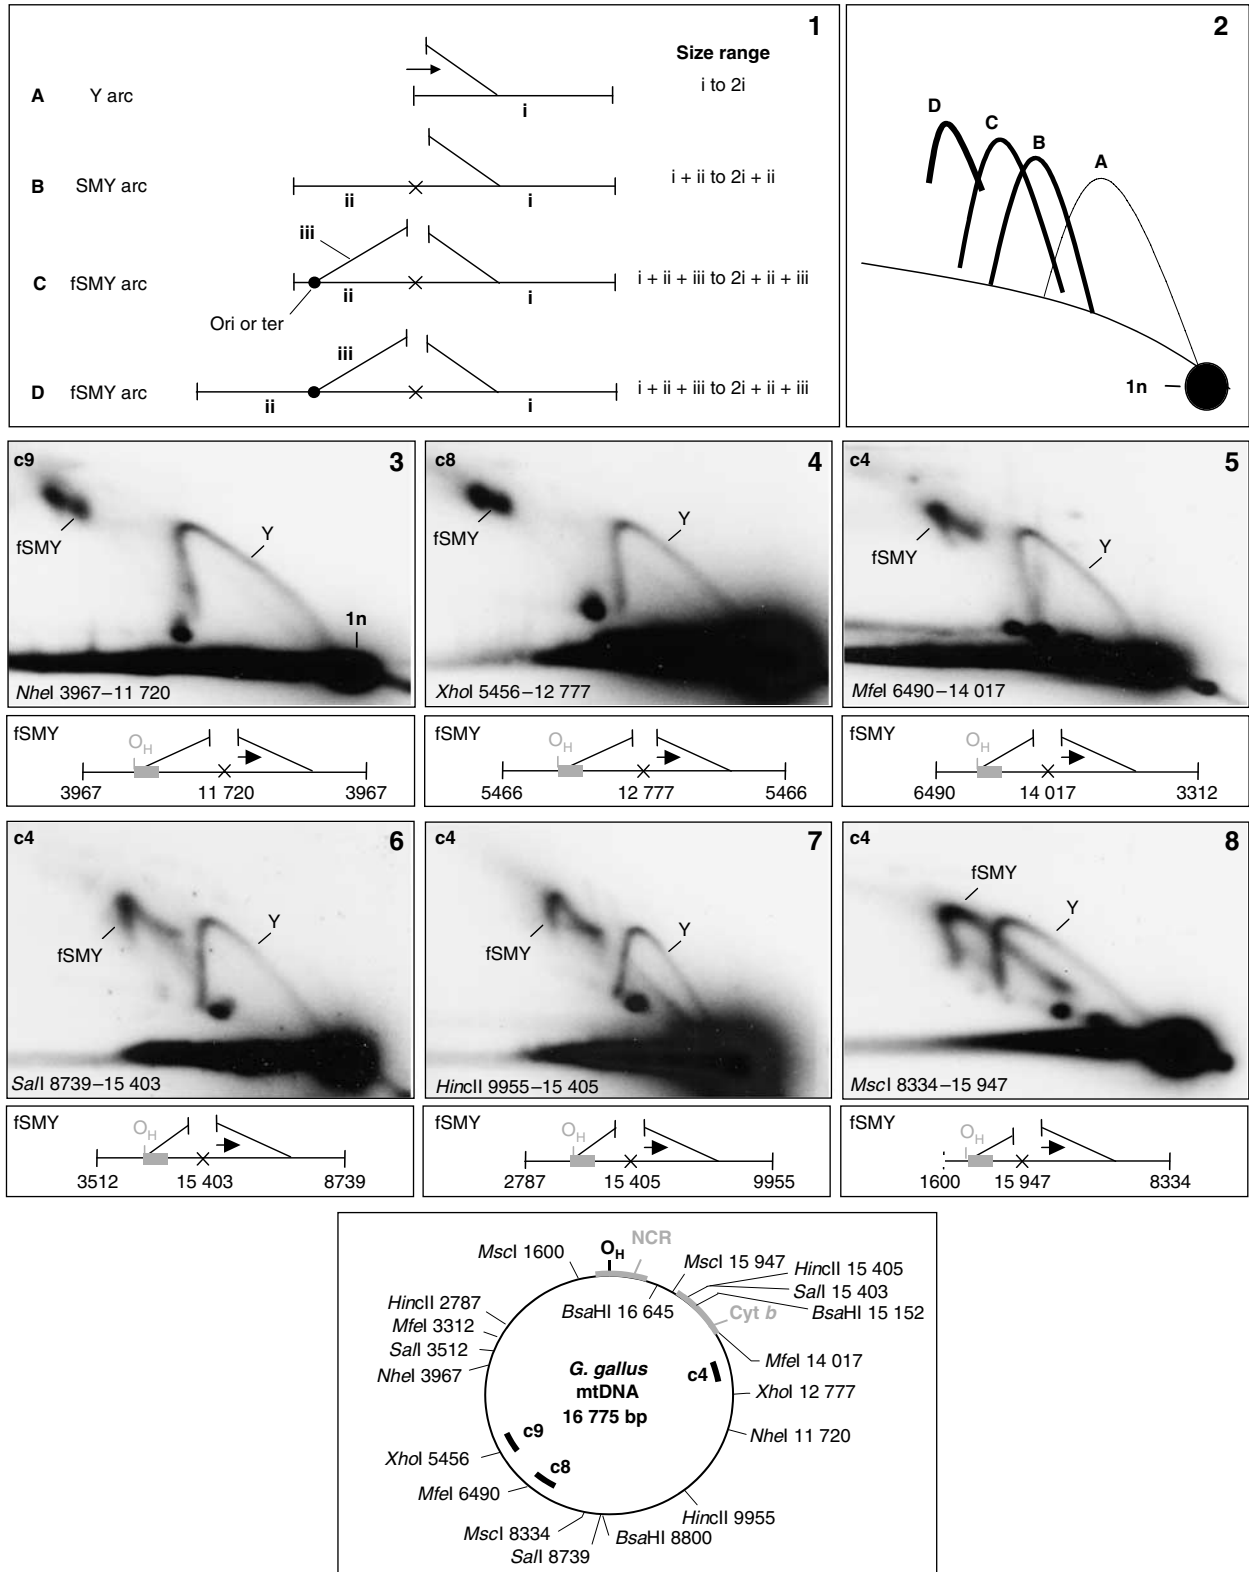 1
Size range
A Y arc i i to 2i
B SMY arc ii i i + ii to 2i + ii
C fSMY arc iii ii i i + ii + iii to 2i + ii + iii
Ori or ter
D fSMY arc iii ii i i + ii + iii to 2i + ii + iii
2
D
C
B
A
1n
c9 3
fSMY
Y
1n
NheI 3967–11 720
c8 4
fSMY
Y
XhoI 5456–12 777
c4 5
fSMY
Y
MfeI 6490–14 017
fSMY
OH
3967 11 720 3967
fSMY
OH
5466 12 777 5466
fSMY
OH
6490 14 017 3312
c4 6
fSMY
Y
SalI 8739–15 403
c4 7
fSMY
Y
HincII 9955–15 405
c4 8
fSMY
Y
MscI 8334–15 947
fSMY
OH
3512 15 403 8739
fSMY
OH
2787 15 405 9955
fSMY
OH
1600 15 947 8334
OH
NCR
MscI 1600
MscI 15 947
HincII 15 405
SalI 15 403
BsaHI 15 152
BsaHI 16 645
Cyt b
HincII 2787
MfeI 3312
SalI 3512
NheI 3967
MfeI 14 017
c4
XhoI 12 777
G. gallus
mtDNA
16 775 bp
NheI 11 720
c9
XhoI 5456
c8
MfeI 6490
HincII 9955
MscI 8334
BsaHI 8800
SalI 8739